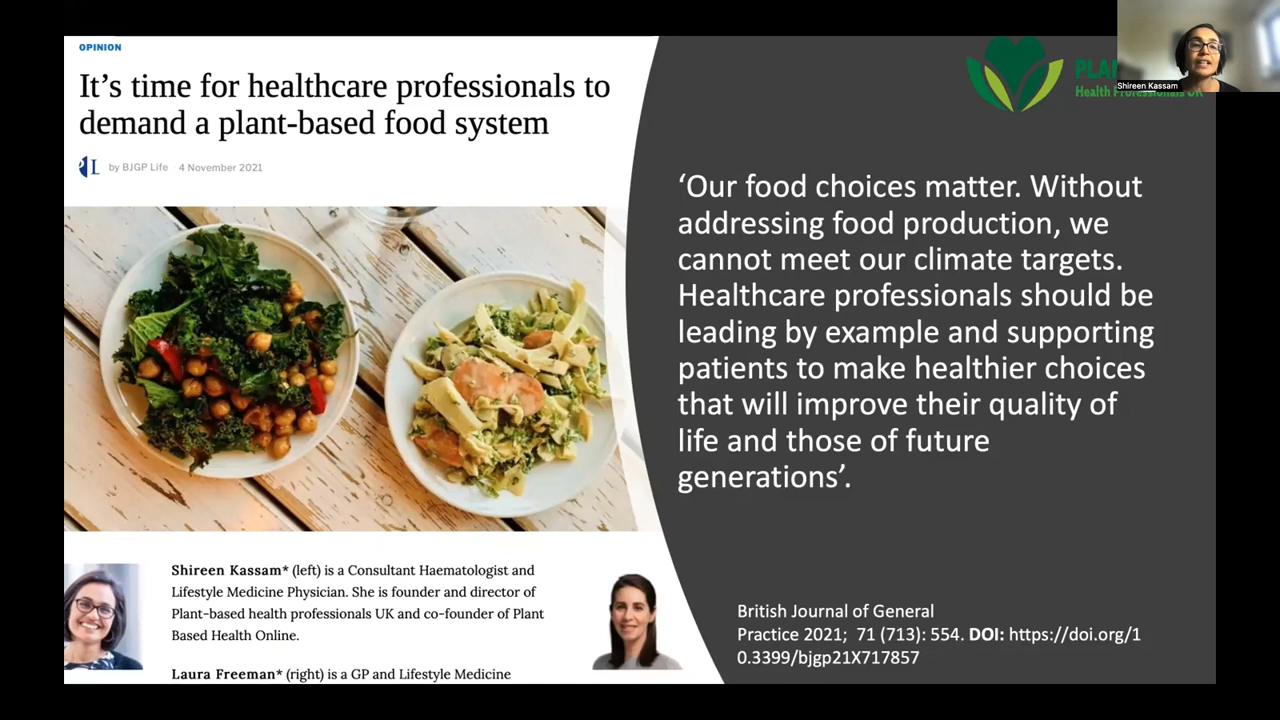 OPINION
It’s time for healthcare professionals to
demand a plant-based food system
L
by BJGP Life · 4 November 2021
Shireen Kassam* (left) is a Consultant Haematologist and
Lifestyle Medicine Physician. She is founder and director of
Plant-based health professionals UK and co-founder of Plant
Based Health Online.
Laura Freeman* (right) is a GP and Lifestyle Medicine
‘Our food choices matter. Without
addressing food production, we
cannot meet our climate targets.
Healthcare professionals should be
leading by example and supporting
patients to make healthier choices
that will improve their quality of
life and those of future
generations’.
British Journal of General
Practice 2021;  71 (713): 554. DOI: https://doi.org/1
0.3399/bjgp21X717857
Health
Shireen Kassam